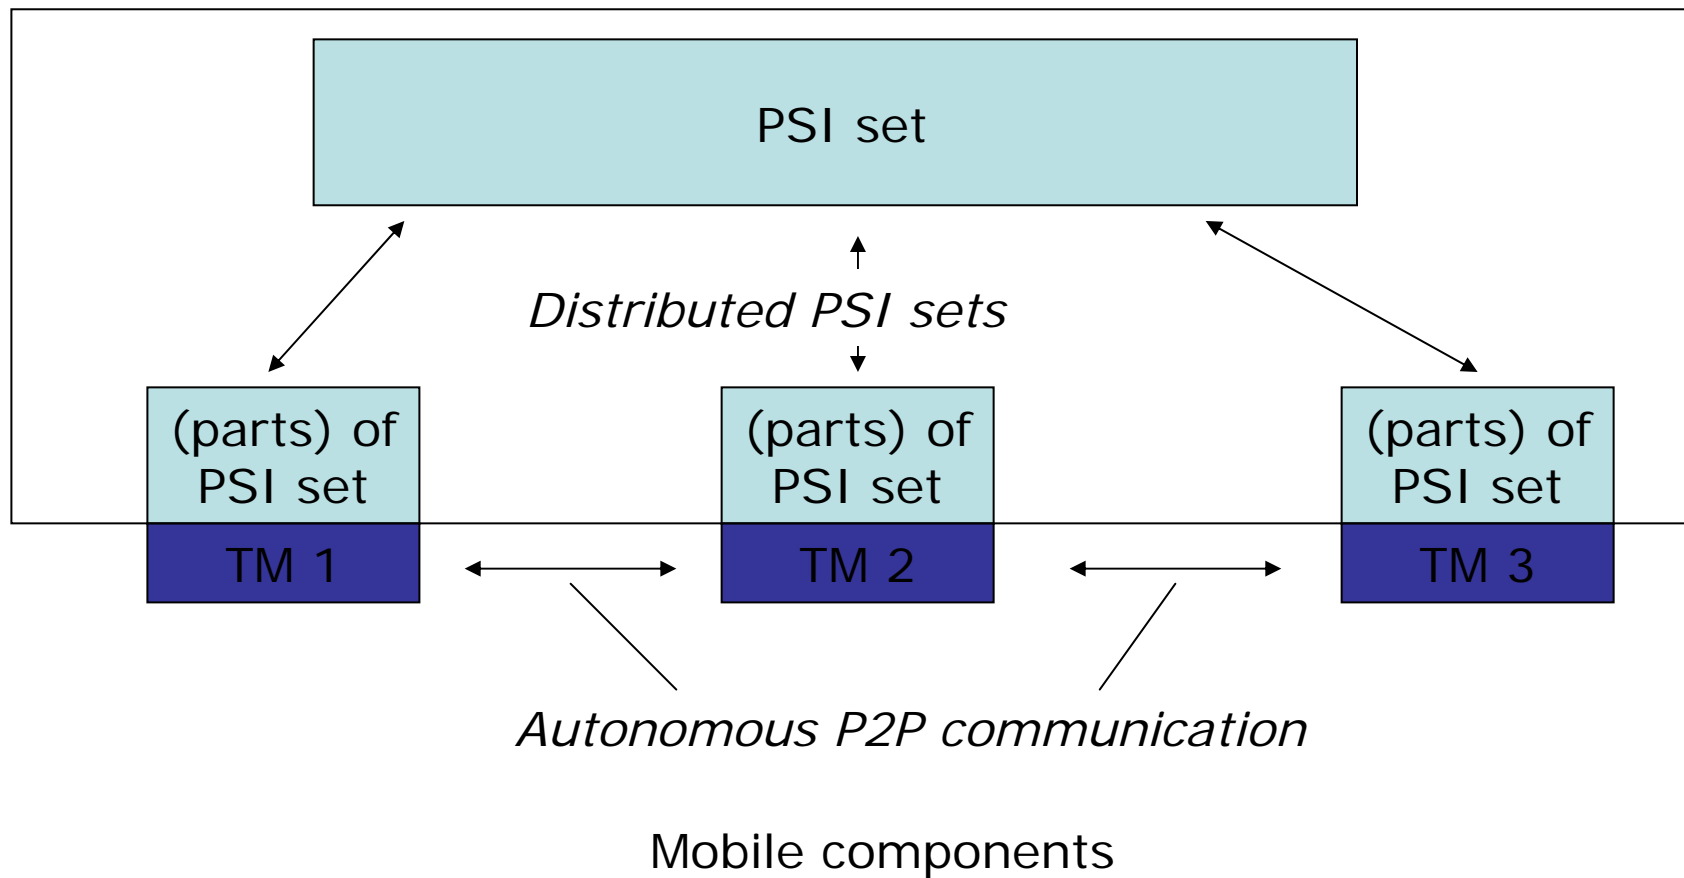 PSI set
Distributed PSI sets
(parts) of
PSI set
(parts) of
PSI set
(parts) of
PSI set
TM 1
TM 2
TM 3
Autonomous P2P communication
Mobile components